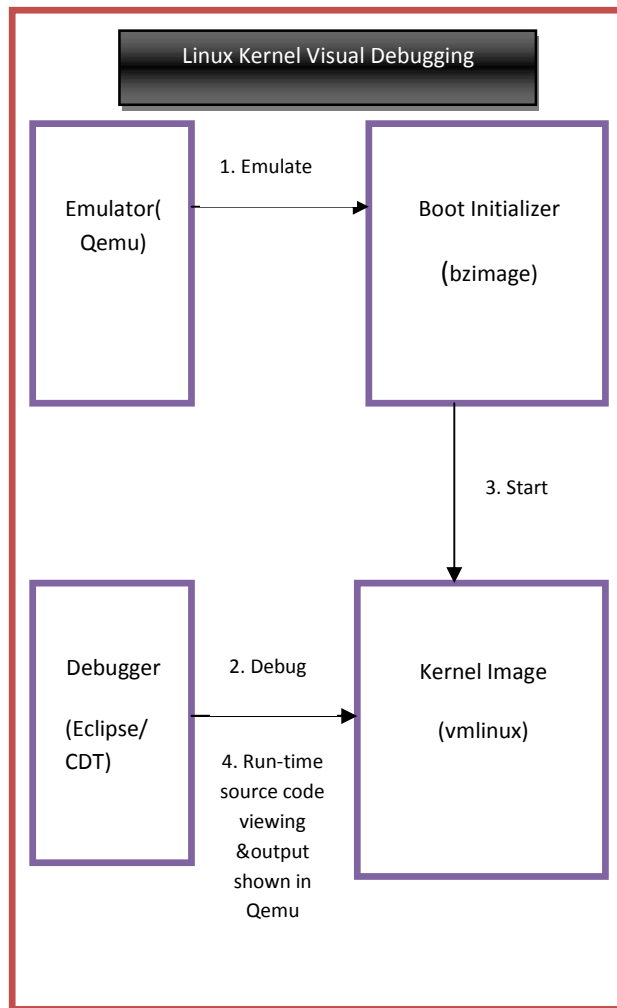 Linux Kernel Visual Debugging
Emulator(
Qemu)
1. Emulate
Boot Initializer
(bzimage)
3. Start
Debugger
(Eclipse/
CDT)
2. Debug
4. Run-time
source code
viewing
&output
shown in
Qemu
Kernel Image
(vmlinux)